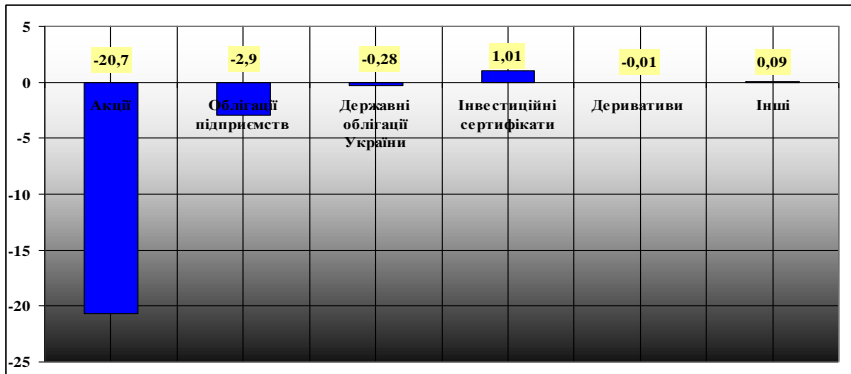 5
-20,7
-2,9
-0,28
1,01
-0,01
0,09
0
Акції
Облігації
підприємств
Державні
облігації
України
Інвестиційні
сертифікати
Деривативи
Інші
-5
-10
-15
-20
-25